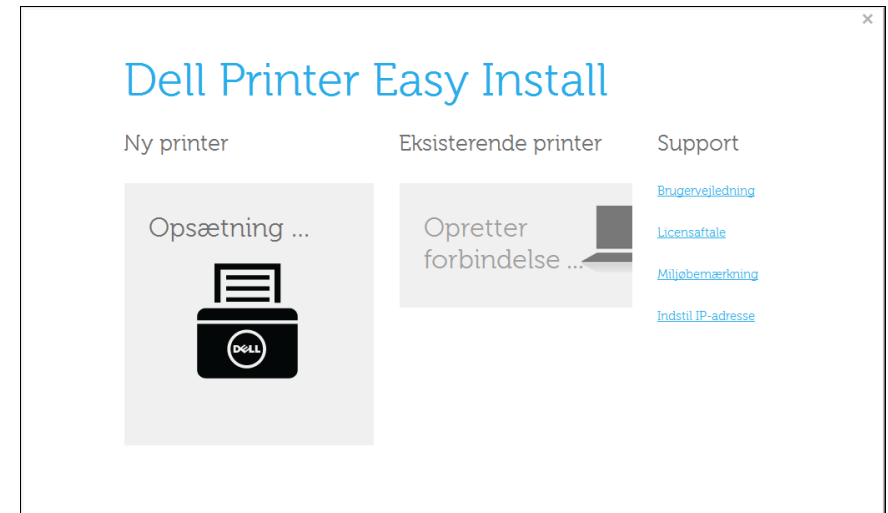 ×
Dell Printer Easy Install
Ny printer
Opsætning ...
DELL
Eksisterende printer
Opretter
forbindelse ...
Support
Brugervejledning
Licensaftale
Miljøbemærkning
Indstil IP-adresse